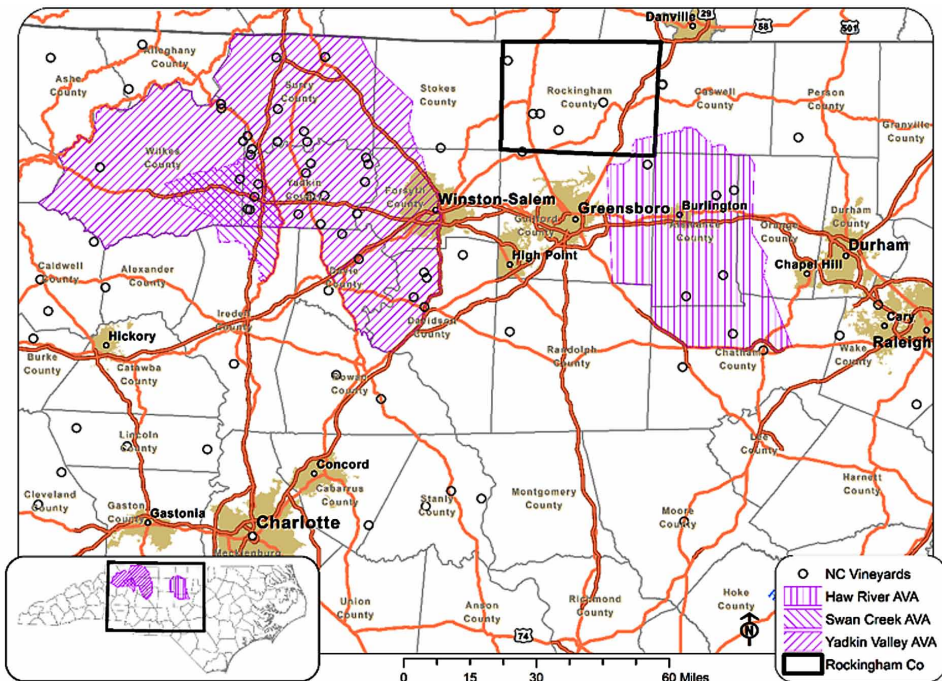 Danville
29
58
501
Ashe
County
Alleghany
County
Surry
County
Stokes
County
Rockingham
County
Caswell
County
Person
County
Granville
County
Wilkes
County
Yadkin
County
Forsyth
County
Winston-Salem
Greensboro
Guilford
County
Burlington
Alamance
County
Orange
County
Durham
County
Durham
Chapel Hill
High Point
Caldwell
County
Alexander
County
Davie
County
Iredell
County
Davidson
County
Hickory
Cary
Raleigh
Burke
County
Catawba
County
Rowan
County
Randolph
County
Chatham
County
Wake
County
Lincoln
County
Lee
County
Concord
Cabarrus
County
Harnett
County
Cleveland
County
Gaston
County
Gastonia
Charlotte
Mecklenburg
Stanly
County
Montgomery
County
Moore
County
Union
County
Anson
County
Richmond
County
Hoke
County
74
N
0 15 30 60 Miles
NC Vineyards
Haw River AVA
Swan Creek AVA
Yadkin Valley AVA
Rockingham Co